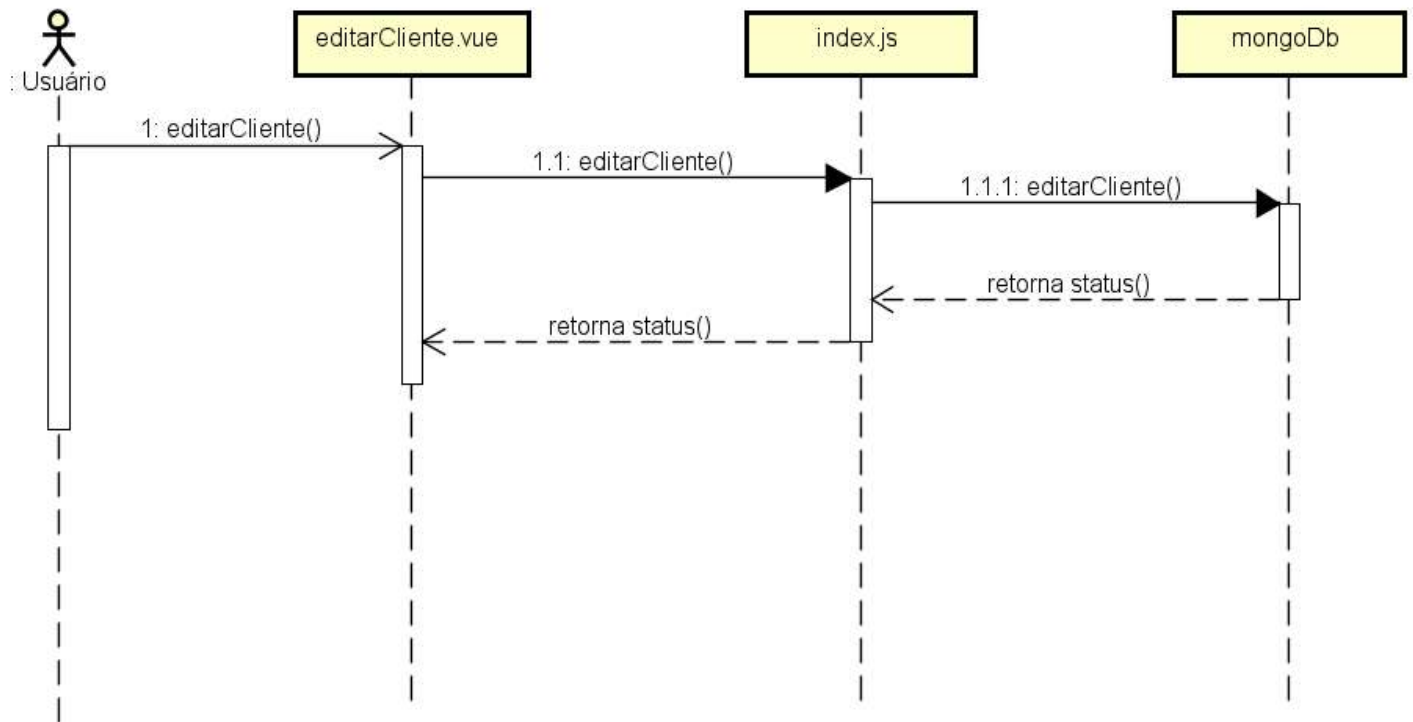 : Usuário
editarCliente.vue
index.js
mongoDb
1: editarCliente()
1.1: editarCliente()
1.1.1: editarCliente()
retorna status()
retorna status()